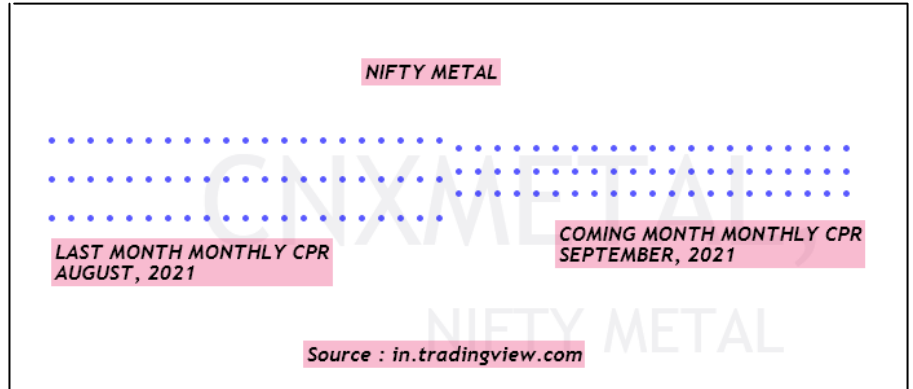 NIFTY METAL
CNXMETAL,
LAST MONTH MONTHLY CPR
AUGUST, 2021
COMING MONTH MONTHLY CPR
SEPTEMBER, 2021
NIFTY METAL
Source : in.tradingview.com